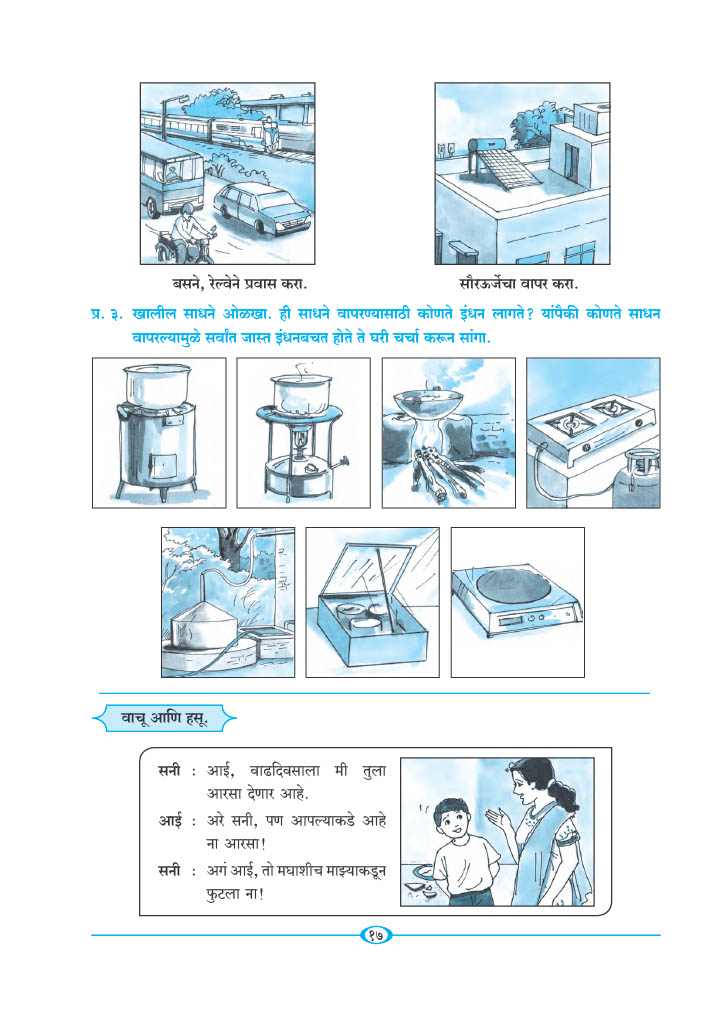 बसने, रेल्वेने प्रवास करा.
सौरऊर्जेचा वापर करा.
प्र. ३. खालील साधने ओळखा. ही साधने वापरण्यासाठी कोणते इंधन लागते? यांपैकी कोणते साधन
वापरल्यामुळे सर्वांत जास्त इंधनबचत होते ते घरी चर्चा करून सांगा.
वाचू आणि हसू.
सनी : आई, वाढदिवसाला मी तुला
आरसा देणार आहे.
आई : अरे सनी, पण आपल्याकडे आहे
ना आरसा!
सनी : अगं आई, तो मघाशीच माझ्याकडून
फुटला ना!
१७